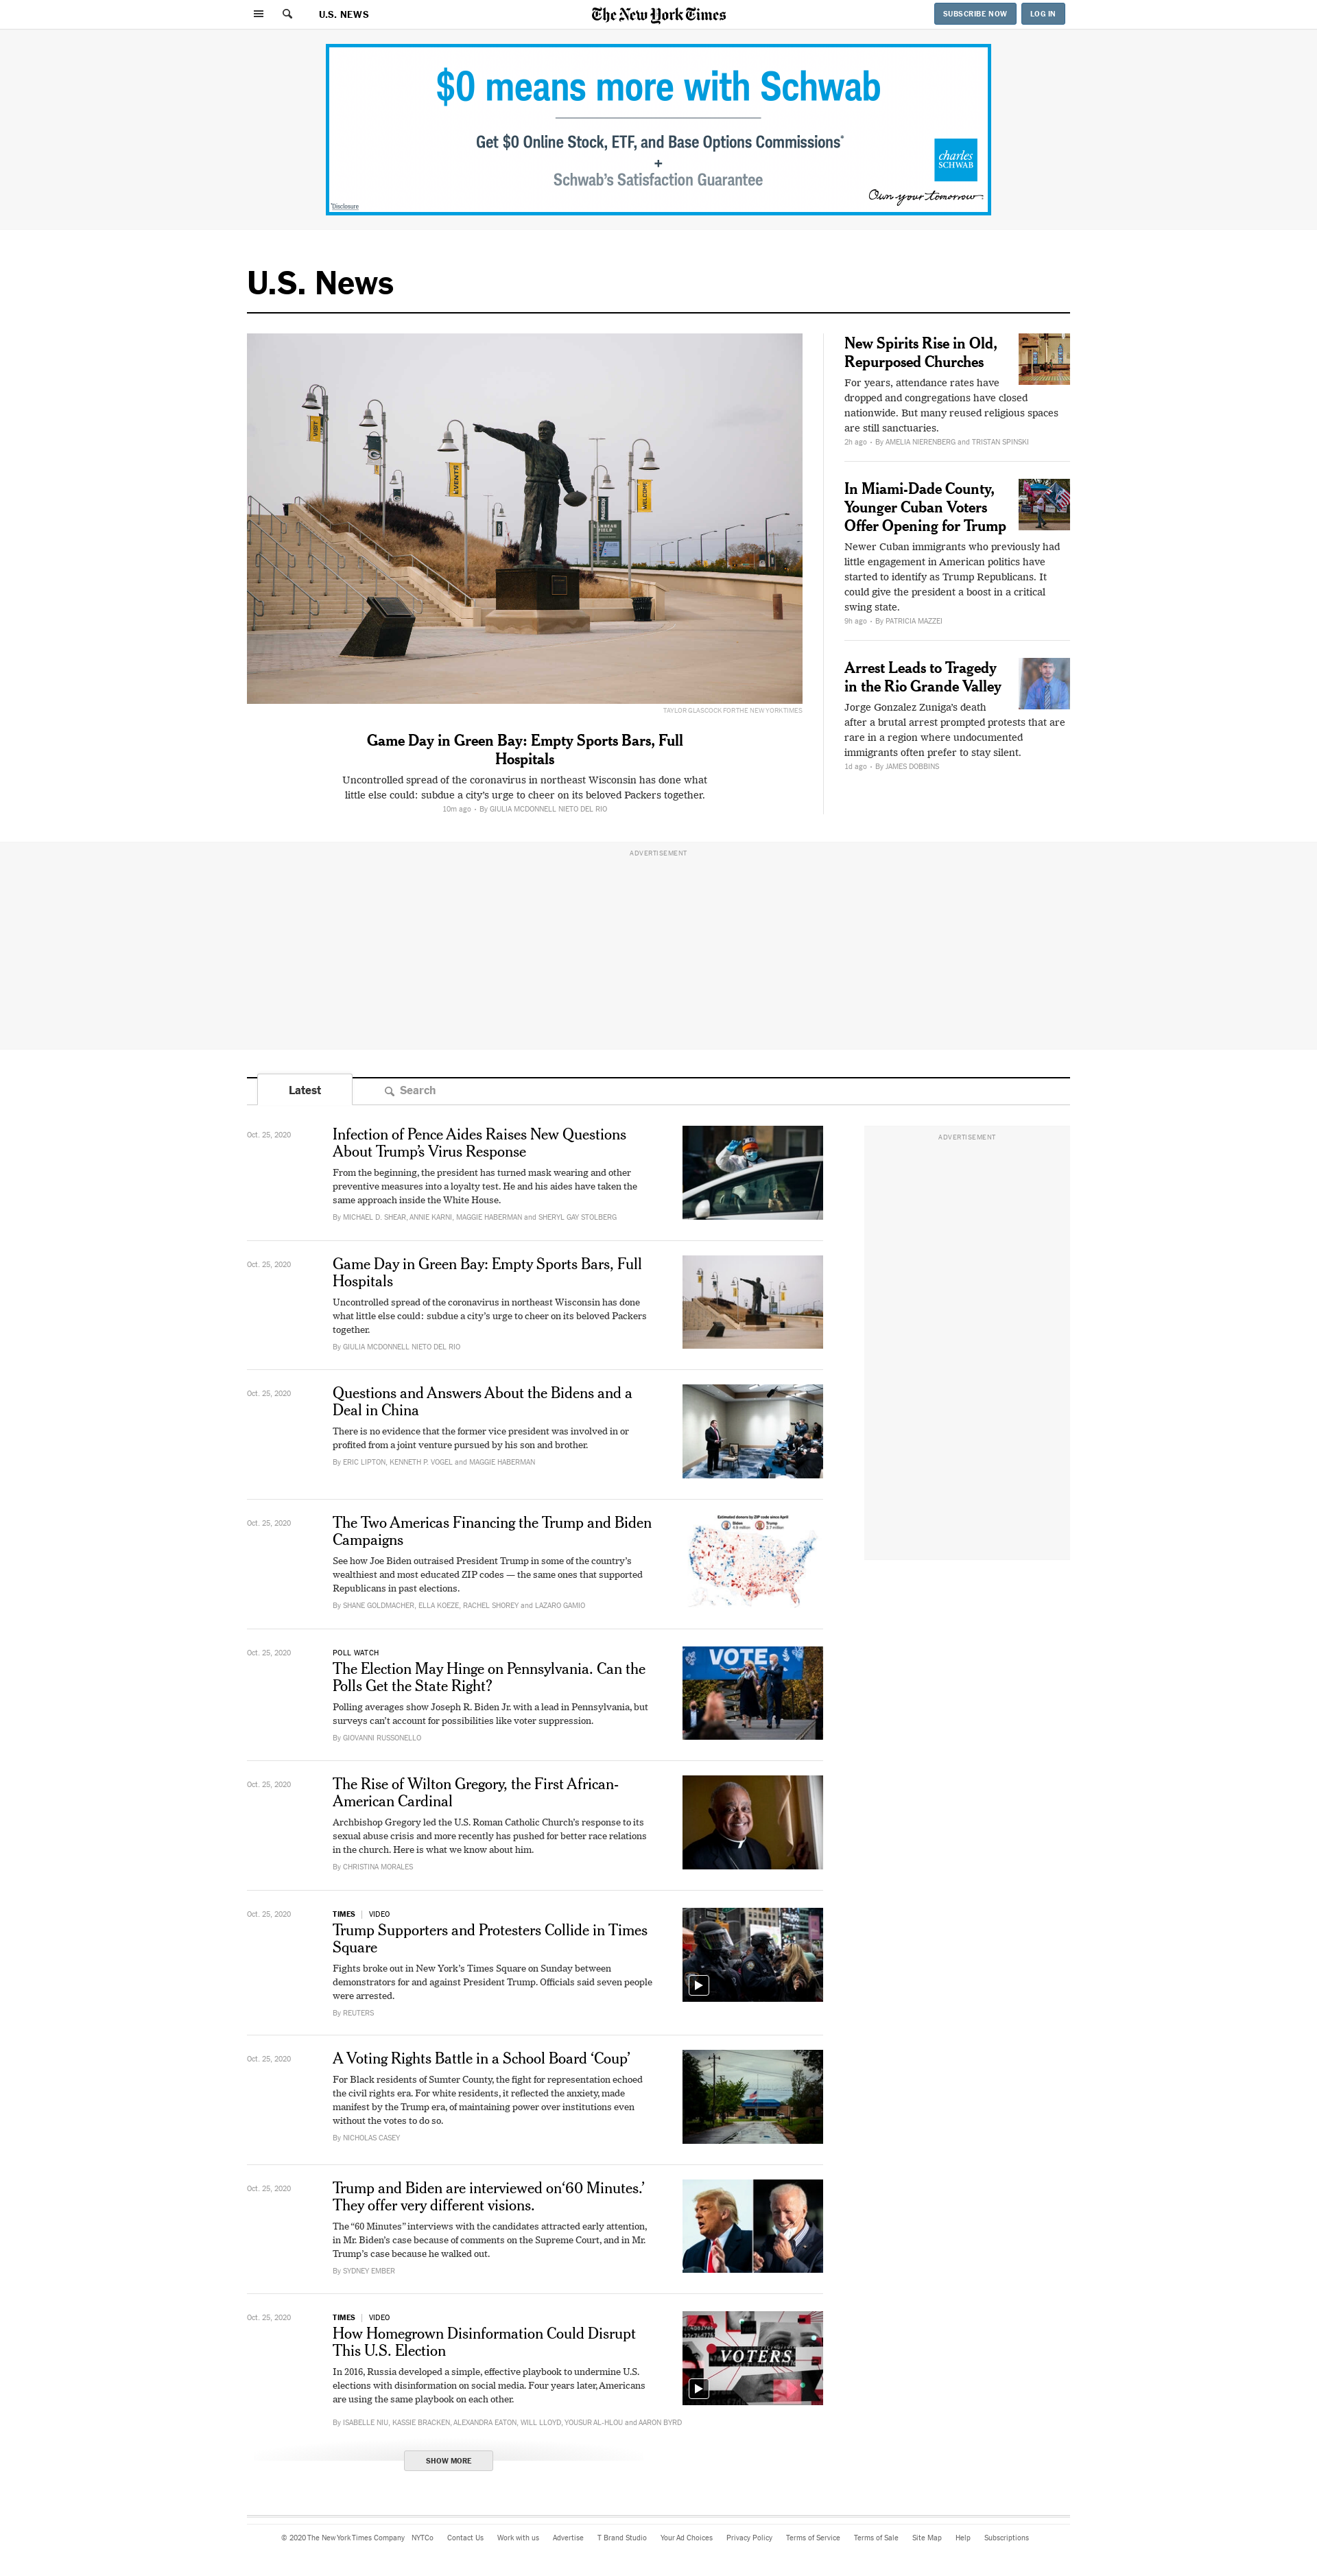 U.S. NEWS
The New York Times
SUBSCRIBE NOW
LOG IN
$0 means more with Schwab
Get $0 Online Stock, ETF, and Base Options Commissions*
+
Schwab's Satisfaction Guarantee
charles
SCHWAB
Own your tomorrow
*Disclosure
U.S. News
VISIT
EVENTS
PASSION
WELCOME
TAYLOR GLASCOCK FOR THE NEW YORK TIMES
Game Day in Green Bay: Empty Sports Bars, Full
Hospitals
Uncontrolled spread of the coronavirus in northeast Wisconsin has done what
little else could: subdue a city's urge to cheer on its beloved Packers together.
10m ago • By GIULIA MCDONNELL NIETO DEL RIO
New Spirits Rise in Old,
Repurposed Churches
For years, attendance rates have
dropped and congregations have closed
nationwide. But many reused religious spaces
are still sanctuaries.
2h ago • By AMELIA NIERENBERG and TRISTAN SPINSKI
In Miami-Dade County,
Younger Cuban Voters
Offer Opening for Trump
Newer Cuban immigrants who previously had
little engagement in American politics have
started to identify as Trump Republicans. It
could give the president a boost in a critical
swing state.
9h ago • By PATRICIA MAZZEI
Arrest Leads to Tragedy
in the Rio Grande Valley
Jorge Gonzalez Zuniga's death
after a brutal arrest prompted protests that are
rare in a region where undocumented
immigrants often prefer to stay silent.
1d ago • By JAMES DOBBINS
ADVERTISEMENT
Latest
Search
ADVERTISEMENT
Oct. 25, 2020
Infection of Pence Aides Raises New Questions
About Trump's Virus Response
From the beginning, the president has turned mask wearing and other
preventive measures into a loyalty test. He and his aides have taken the
same approach inside the White House.
By MICHAEL D. SHEAR, ANNIE KARNI, MAGGIE HABERMAN and SHERYL GAY STOLBERG
Oct. 25, 2020
Game Day in Green Bay: Empty Sports Bars, Full
Hospitals
Uncontrolled spread of the coronavirus in northeast Wisconsin has done
what little else could: subdue a city's urge to cheer on its beloved Packers
together.
By GIULIA MCDONNELL NIETO DEL RIO
Oct. 25, 2020
Questions and Answers About the Bidens and a
Deal in China
There is no evidence that the former vice president was involved in or
profited from a joint venture pursued by his son and brother.
By ERIC LIPTON, KENNETH P. VOGEL and MAGGIE HABERMAN
Oct. 25, 2020
The Two Americas Financing the Trump and Biden
Campaigns
See how Joe Biden outraised President Trump in some of the country's
wealthiest and most educated ZIP codes — the same ones that supported
Republicans in past elections.
By SHANE GOLDMACHER, ELLA KOEZE, RACHEL SHOREY and LAZARO GAMIO
Estimated donors by ZIP code since April
Biden
Trump
Oct. 25, 2020
POLL WATCH
The Election May Hinge on Pennsylvania. Can the
Polls Get the State Right?
Polling averages show Joseph R. Biden Jr. with a lead in Pennsylvania, but
surveys can't account for possibilities like voter suppression.
By GIOVANNI RUSSONELLO
VOTE
Oct. 25, 2020
The Rise of Wilton Gregory, the First African-
American Cardinal
Archbishop Gregory led the U.S. Roman Catholic Church's response to its
sexual abuse crisis and more recently has pushed for better race relations
in the church. Here is what we know about him.
By CHRISTINA MORALES
Oct. 25, 2020
TIMES | VIDEO
Trump Supporters and Protesters Collide in Times
Square
Fights broke out in New York's Times Square on Sunday between
demonstrators for and against President Trump. Officials said seven people
were arrested.
By REUTERS
Oct. 25, 2020
A Voting Rights Battle in a School Board ‘Coup’
For Black residents of Sumter County, the fight for representation echoed
the civil rights era. For white residents, it reflected the anxiety, made
manifest by the Trump era, of maintaining power over institutions even
without the votes to do so.
By NICHOLAS CASEY
Oct. 25, 2020
Trump and Biden are interviewed on‘60 Minutes.’
They offer very different visions.
The “60 Minutes” interviews with the candidates attracted early attention,
in Mr. Biden's case because of comments on the Supreme Court, and in Mr.
Trump's case because he walked out.
By SYDNEY EMBER
Oct. 25, 2020
TIMES | VIDEO
How Homegrown Disinformation Could Disrupt
This U.S. Election
In 2016, Russia developed a simple, effective playbook to undermine U.S.
elections with disinformation on social media. Four years later, Americans
are using the same playbook on each other.
By ISABELLE NIU, KASSIE BRACKEN, ALEXANDRA EATON, WILL LLOYD, YOUSUR AL-HLOU and AARON BYRD
VOTERS
SHOW MORE
© 2020 The New York Times Company NYTCo Contact Us Work with us Advertise T Brand Studio Your Ad Choices Privacy Policy Terms of Service Terms of Sale Site Map Help Subscriptions